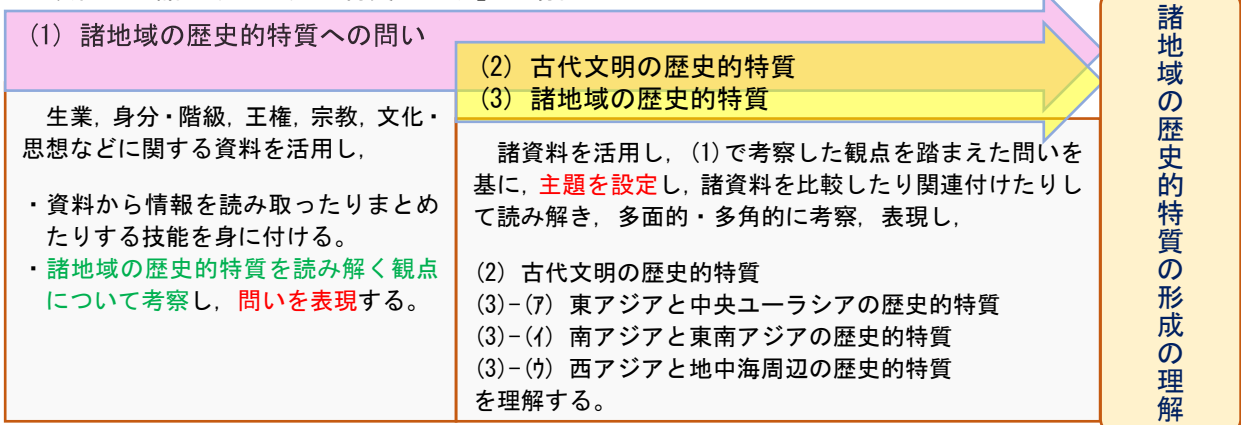 (1) 諸地域の歴史的特質への問い
生業，身分・階級，王権，宗教，文化・
思想などに関する資料を活用し，
・資料から情報を読み取ったりまとめ
たりする技能を身に付ける。
・諸地域の歴史的特質を読み解く観点
について考察し，問いを表現する。
(2) 古代文明の歴史的特質
(3) 諸地域の歴史的特質
諸資料を活用し，(1)で考察した観点を踏まえた問いを
基に，主題を設定し，諸資料を比較したり関連付けたりし
て読み解き，多面的・多角的に考察，表現し，
(2) 古代文明の歴史的特質
(3)-(ｱ) 東アジアと中央ユーラシアの歴史的特質
(3)-(ｲ) 南アジアと東南アジアの歴史的特質
(3)-(ｳ) 西アジアと地中海周辺の歴史的特質
を理解する。
諸地域の歴史的特質の形成の理解